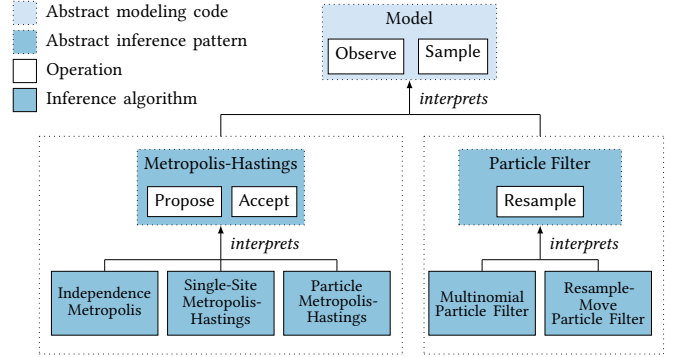 Abstract modeling code
Abstract inference pattern
Operation
Inference algorithm
Model
Observe
Sample
interprets
Metropolis-Hastings
Propose
Accept
interprets
Independence
Metropolis
Single-Site
Metropolis-
Hastings
Particle
Metropolis-
Hastings
Particle Filter
Resample
interprets
Multinomial
Particle Filter
Resample-
Move
Particle Filter